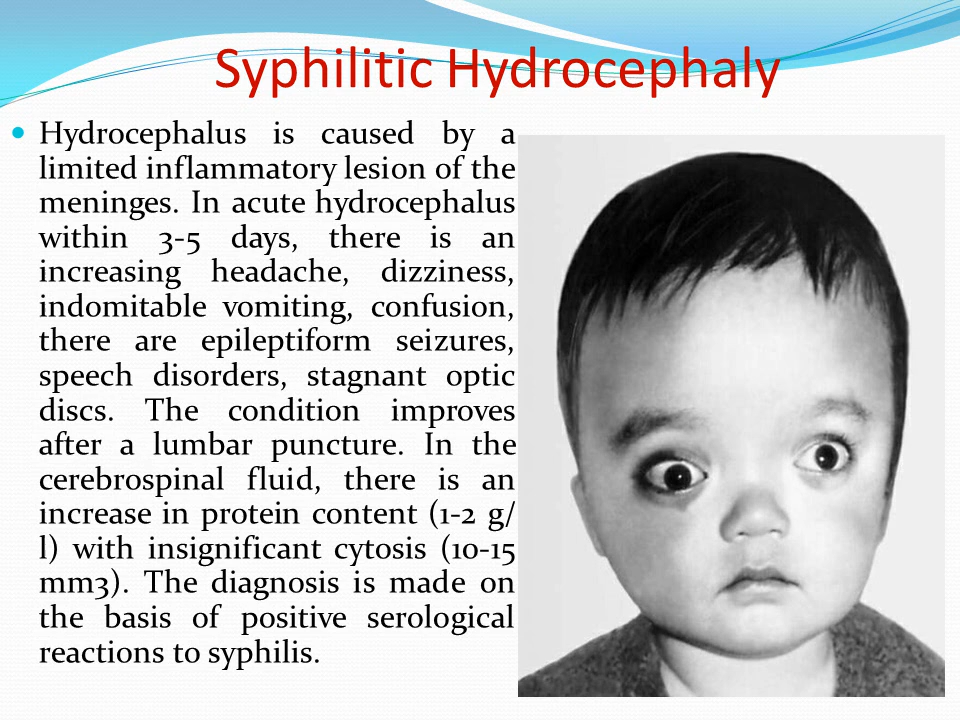 Syphilitic Hydrocephaly
Hydrocephalus is caused by a
limited inflammatory lesion of the
meninges. In acute hydrocephalus
within 3-5 days, there is an
increasing headache, dizziness,
indomitable vomiting, confusion,
there are epileptiform seizures,
speech disorders, stagnant optic
discs. The condition improves
after a lumbar puncture. In the
cerebrospinal fluid, there is an
increase in protein content (1-2 g/
l) with insignificant cytosis (10-15
mm3). The diagnosis is made on
the basis of positive serological
reactions to syphilis.